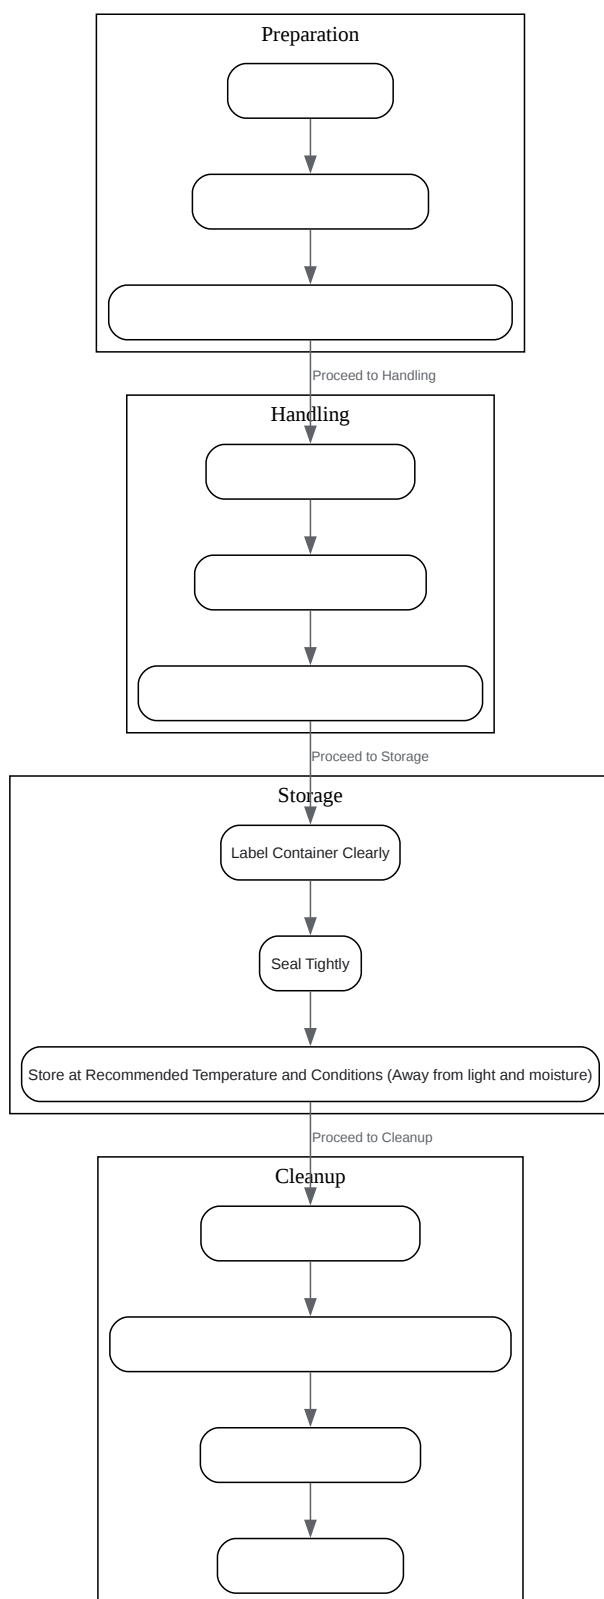 Preparation
Proceed to Handling
Handling
Proceed to Storage
Storage
Label Container Clearly
Seal Tightly
Store at Recommended Temperature and Conditions (Away from light and moisture)
Proceed to Cleanup
Cleanup